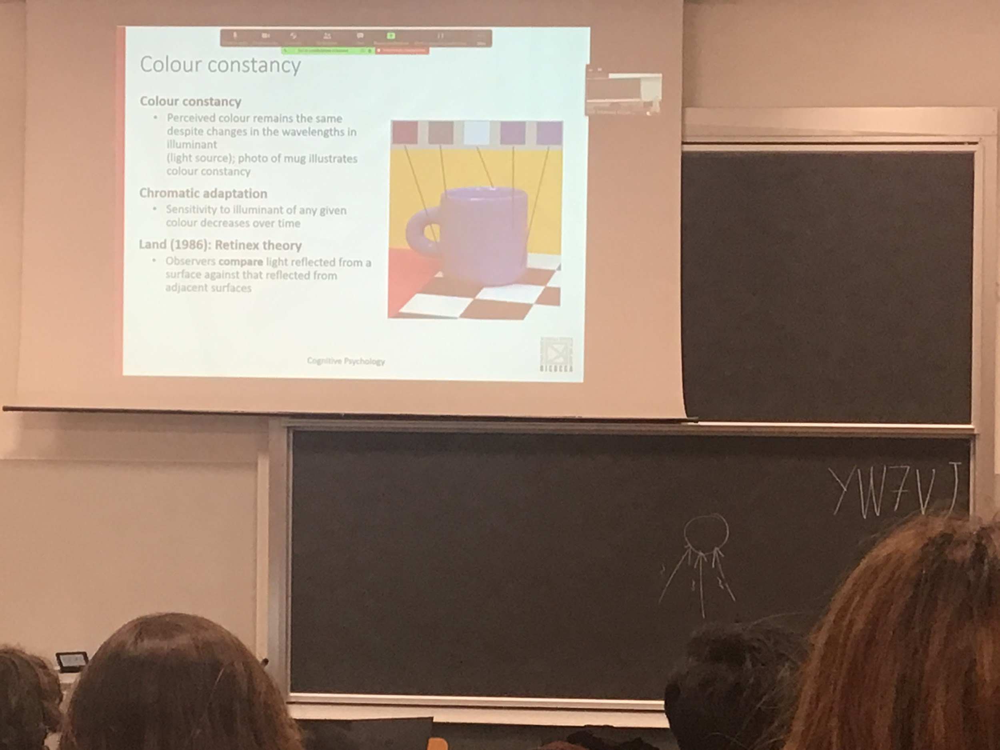 Colour constancy
Colour constancy
• Perceived colour remains the same
despite changes in the wavelengths in
illuminant
(light source); photo of mug illustrates
colour constancy
Chromatic adaptation
• Sensitivity to illuminant of any given
colour decreases over time
Land (1986): Retinex theory
• Observers compare light reflected from a
surface against that reflected from
adjacent surfaces
Cognitive Psychology
BICOCCA
YW7VJ